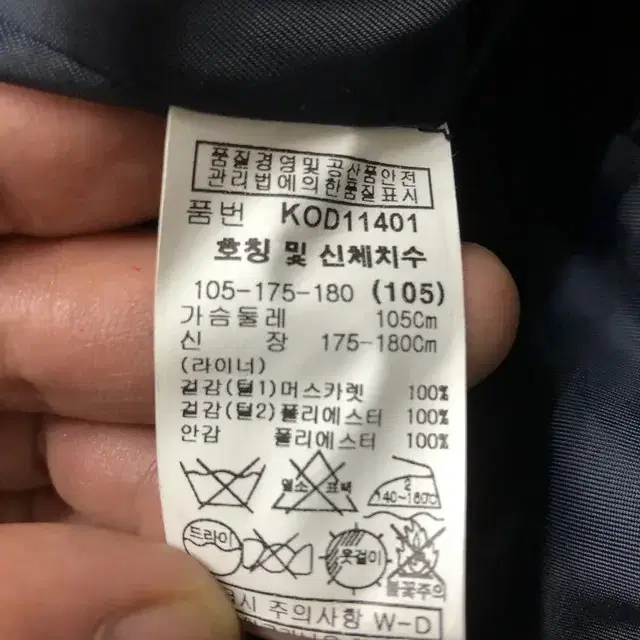 품질경영및공산품안전
관리법에의한품질표시
품번 KOD11401
호칭 및 신체치수
105-175-180 (105)
가슴둘레 105Cm
신 장 175-180Cm
(라이너)
겉감(털1)머스카렛 100%
겉감(털2)폴리에스터 100%
안감 폴리에스터 100%
염소 표백
2
140~160℃
드라이
옷걸이
불꽃주의
시 주의사항 W-D